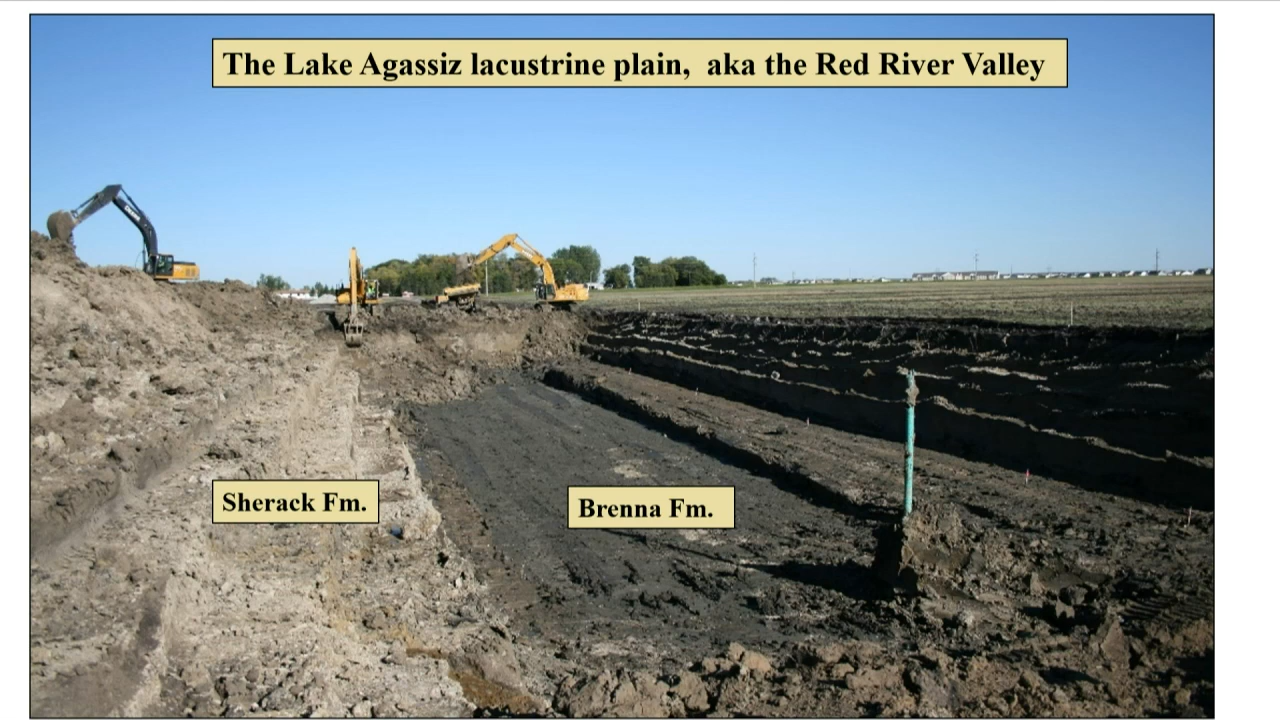 The Lake Agassiz lacustrine plain,  aka the Red River Valley
Sherack Fm.
Brenna Fm.